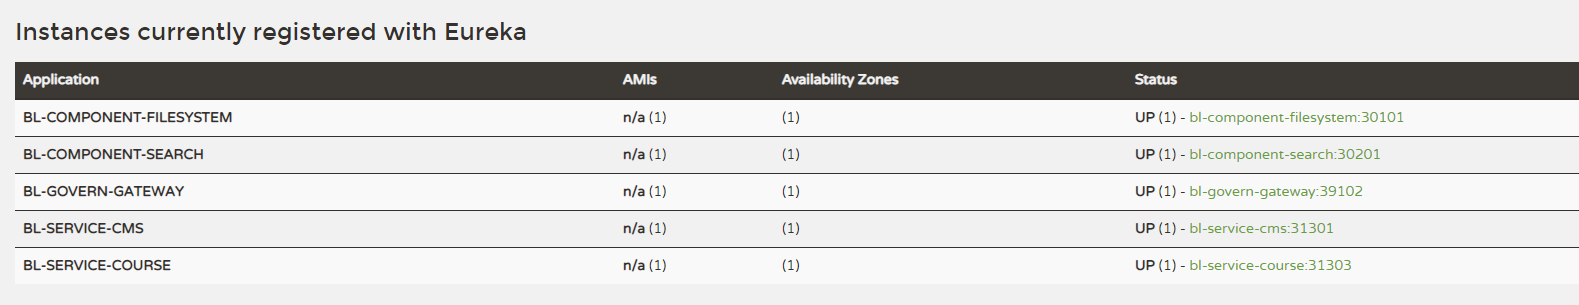 Instances currently registered with Eureka
Application AMIs Availability Zones Status
BL-COMPONENT-FILESYSTEM n/a (1) (1) UP (1) - bl-component-filesystem:30101
BL-COMPONENT-SEARCH n/a (1) (1) UP (1) - bl-component-search:30201
BL-GOVERN-GATEWAY n/a (1) (1) UP (1) - bl-govern-gateway:39102
BL-SERVICE-CMS n/a (1) (1) UP (1) - bl-service-cms:31301
BL-SERVICE-COURSE n/a (1) (1) UP (1) - bl-service-course:31303